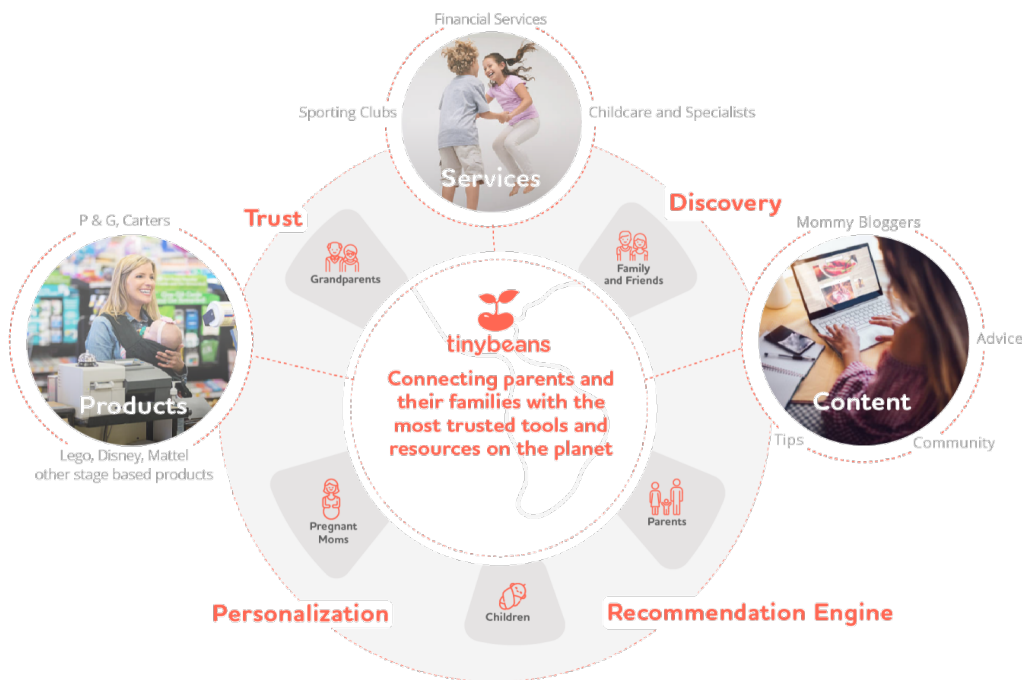 Financial Services
Sporting Clubs
Childcare and Specialists
Services
Trust
Discovery
P & G, Carters
Mommy Bloggers
Grandparents
Family
and Friends
tinybeans
Advice
Connecting parents and
their families with the
most trusted tools and
resources on the planet
Products
Content
Lego, Disney, Mattel
other stage based products
Tips
Community
Pregnant
Moms
Parents
Children
Personalization
Recommendation Engine